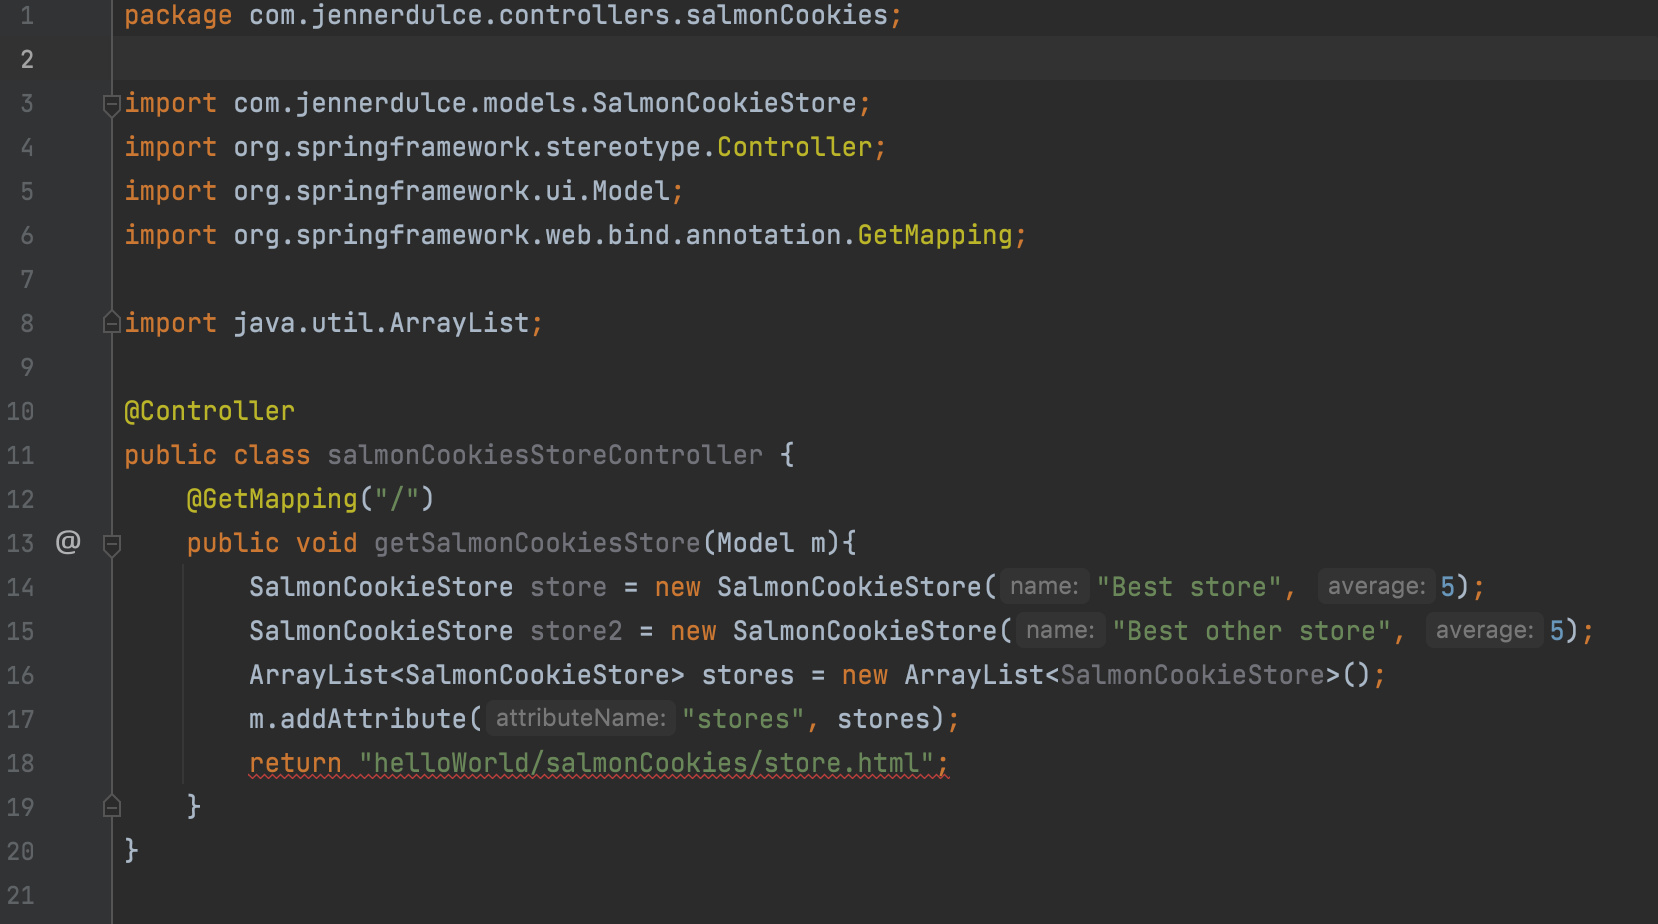 1 package com.jennerdulce.controllers.salmonCookies;
2
3 import com.jennerdulce.models.SalmonCookieStore;
4 import org.springframework.stereotype.Controller;
5 import org.springframework.ui.Model;
6 import org.springframework.web.bind.annotation.GetMapping;
7
8 import java.util.ArrayList;
9
10 @Controller
11 public class salmonCookiesStoreController {
12 @GetMapping("/")
13 @ public void getSalmonCookiesStore(Model m){
14 SalmonCookieStore store = new SalmonCookieStore( name: "Best store", average: 5);
15 SalmonCookieStore store2 = new SalmonCookieStore( name: "Best other store", average: 5);
16 ArrayList<SalmonCookieStore> stores = new ArrayList<SalmonCookieStore>();
17 m.addAttribute( attributeName: "stores", stores);
18 return "helloWorld/salmonCookies/store.html";
19 }
20 }
21